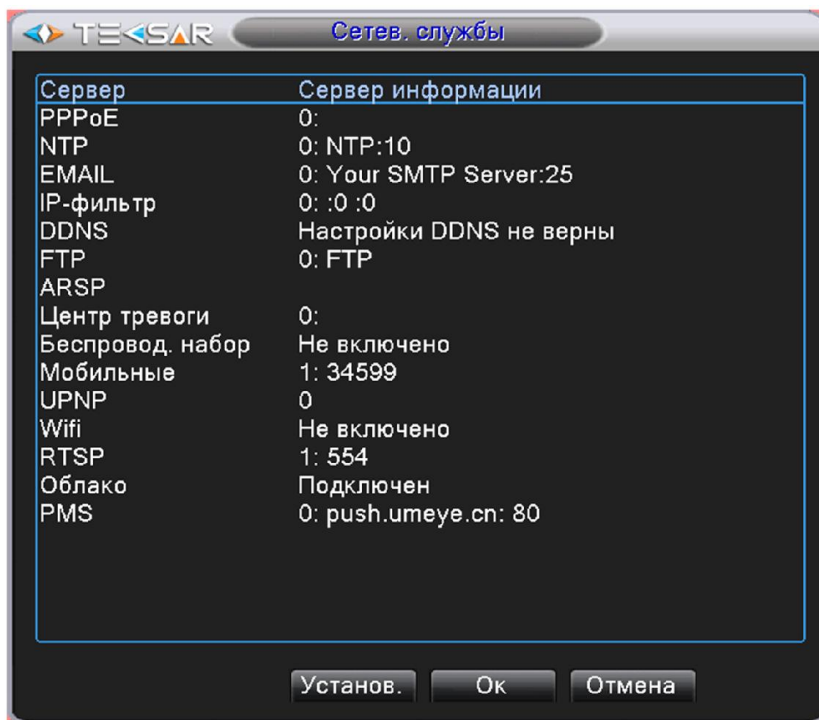 TECSAR
Сетев. службы
Сервер Сервер информации
PPPoE 0:
NTP 0: NTP:10
EMAIL 0: Your SMTP Server:25
IP-фильтр 0: :0 :0
DDNS Настройки DDNS не верны
FTP 0: FTP
ARSP
Центр тревоги 0:
Беспровод. набор Не включено
Мобильные 1: 34599
UPNP 0
Wifi Не включено
RTSP 1: 554
Облако Подключен
PMS 0: push.umeye.cn: 80
Установ. Ок Отмена